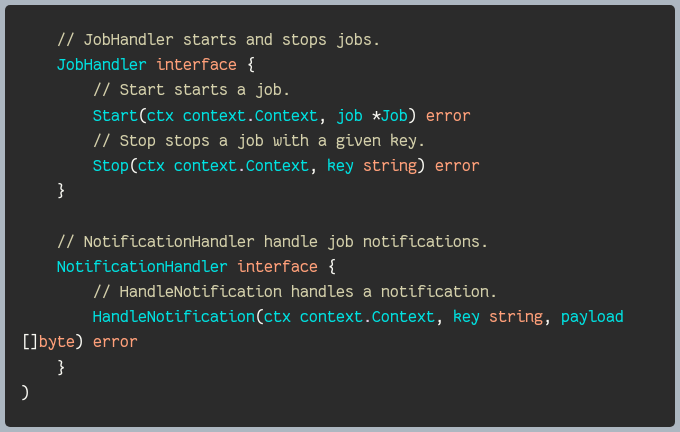 // JobHandler starts and stops jobs.
JobHandler interface {
// Start starts a job.
Start(ctx context.Context, job *Job) error
// Stop stops a job with a given key.
Stop(ctx context.Context, key string) error
}
// NotificationHandler handle job notifications.
NotificationHandler interface {
// HandleNotification handles a notification.
HandleNotification(ctx context.Context, key string, payload
[]byte) error
}
)